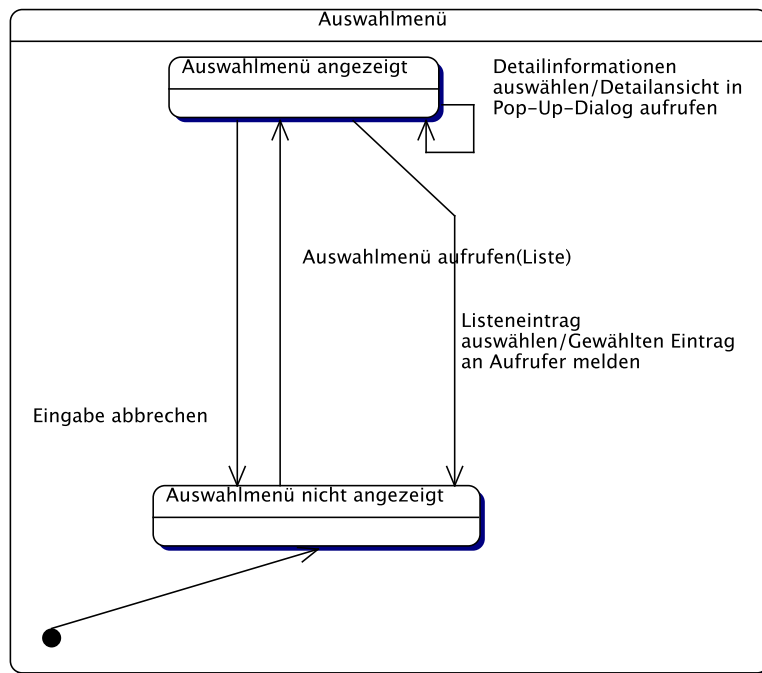 Auswahlmenü
Auswahlmenü angezeigt
Detailinformationen
auswählen/Detailansicht in
Pop-Up-Dialog aufrufen
Auswahlmenü aufrufen(Liste)
Listeneintrag
auswählen/Gewählten Eintrag
an Aufrufer melden
Eingabe abbrechen
Auswahlmenü nicht angezeigt